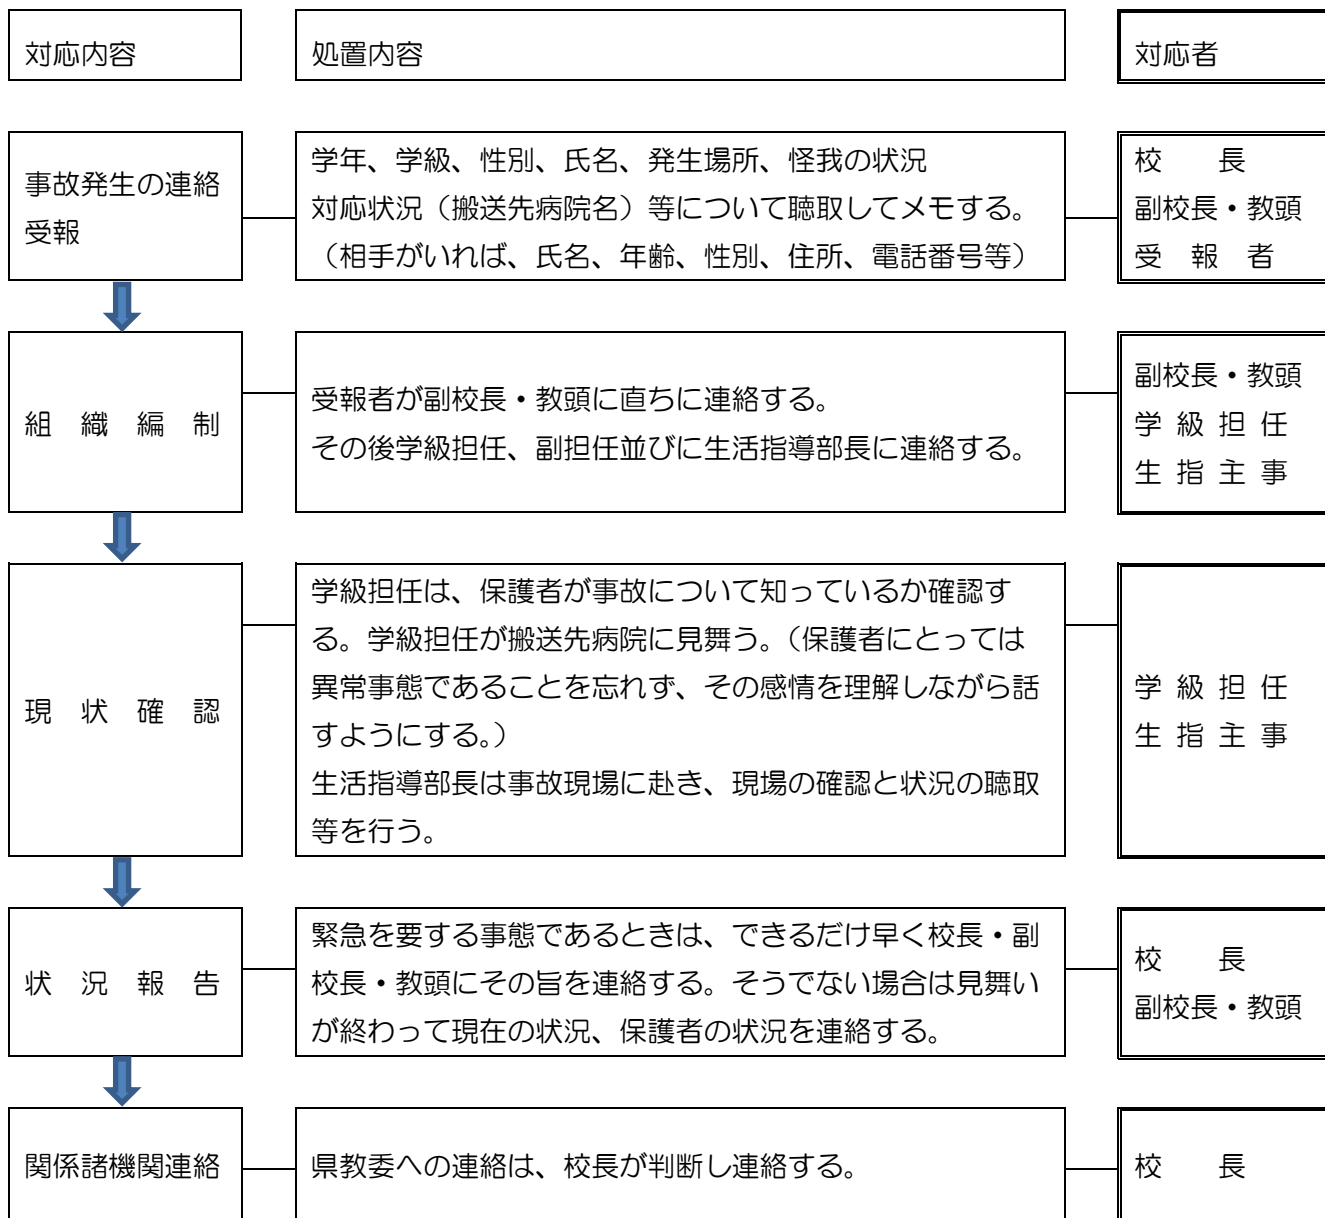 対応内容
処置内容
対応者
事故発生の連絡
受報
学年、学級、性別、氏名、発生場所、怪我の状況
対応状況（搬送先病院名）等について聴取してメモする。
（相手がいれば、氏名、年齢、性別、住所、電話番号等）
校　　長
副校長・教頭
受　報　者
組　織　編　制
受報者が副校長・教頭に直ちに連絡する。
その後学級担任、副担任並びに生活指導部長に連絡する。
副校長・教頭
学 級 担 任
生 指 主 事
現　状　確　認
学級担任は、保護者が事故について知っているか確認す
る。学級担任が搬送先病院に見舞う。（保護者にとっては
異常事態であることを忘れず、その感情を理解しながら話
すようにする。）
生活指導部長は事故現場に赴き、現場の確認と状況の聴取
等を行う。
学 級 担 任
生 指 主 事
状　況　報　告
緊急を要する事態であるときは、できるだけ早く校長・副
校長・教頭にその旨を連絡する。そうでない場合は見舞い
が終わって現在の状況、保護者の状況を連絡する。
校　　長
副校長・教頭
関係諸機関連絡
県教委への連絡は、校長が判断し連絡する。
校　　長